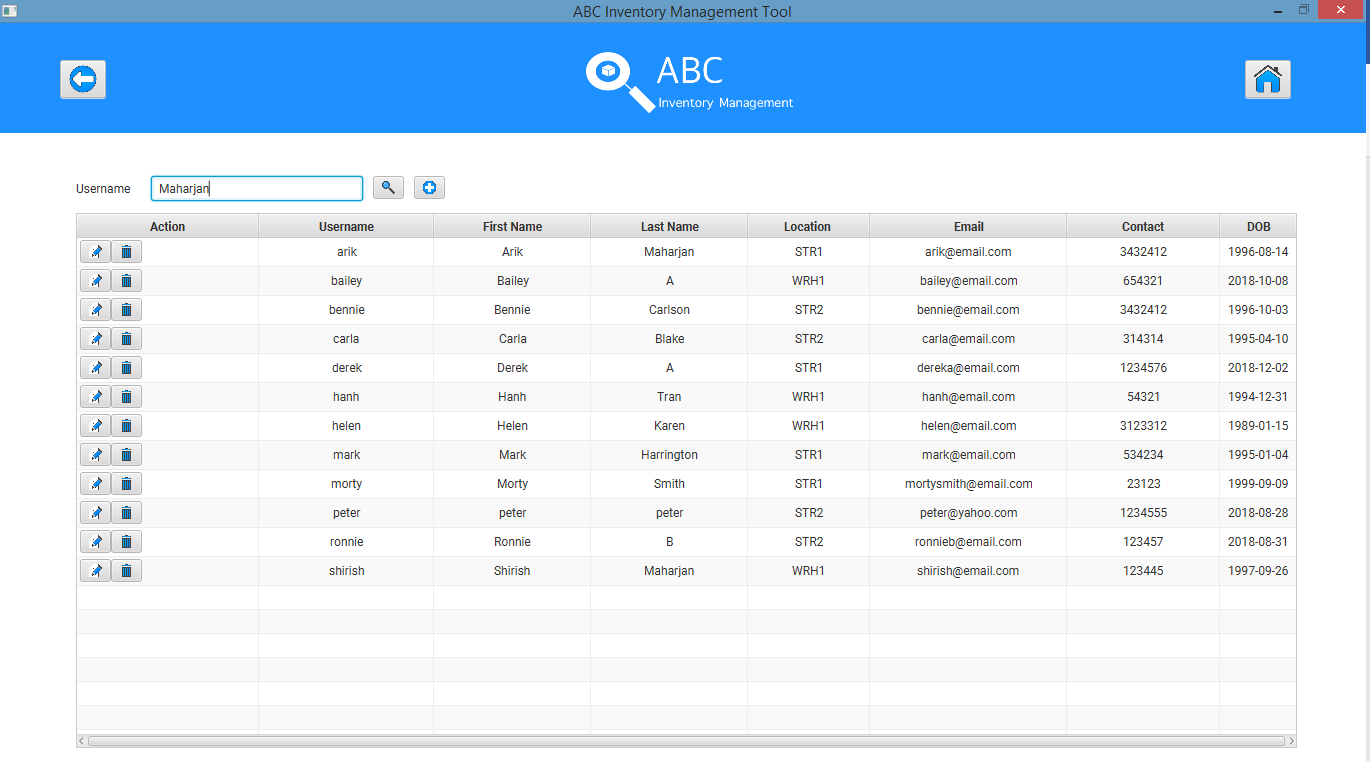 ABC Inventory Management Tool
ABC
Inventory Management
Username Maharjan
Action Username First Name Last Name Location Email Contact DOB
arik Arik Maharjan STR1 arik@email.com 3432412 1996-08-14
bailey Bailey A WRH1 bailey@email.com 654321 2018-10-08
bennie Bennie Carlson STR2 bennie@email.com 3432412 1996-10-03
carla Carla Blake STR2 carla@email.com 314314 1995-04-10
derek Derek A STR1 dereka@email.com 1234576 2018-12-02
hanh Hanh Tran WRH1 hanh@email.com 54321 1994-12-31
helen Helen Karen WRH1 helen@email.com 3123312 1989-01-15
mark Mark Harrington STR1 mark@email.com 534234 1995-01-04
morty Morty Smith STR1 mortysmith@email.com 23123 1999-09-09
peter peter peter STR2 peter@yahoo.com 1234555 2018-08-28
ronnie Ronnie B STR2 ronnieb@email.com 123457 2018-08-31
shirish Shirish Maharjan WRH1 shirish@email.com 123445 1997-09-26